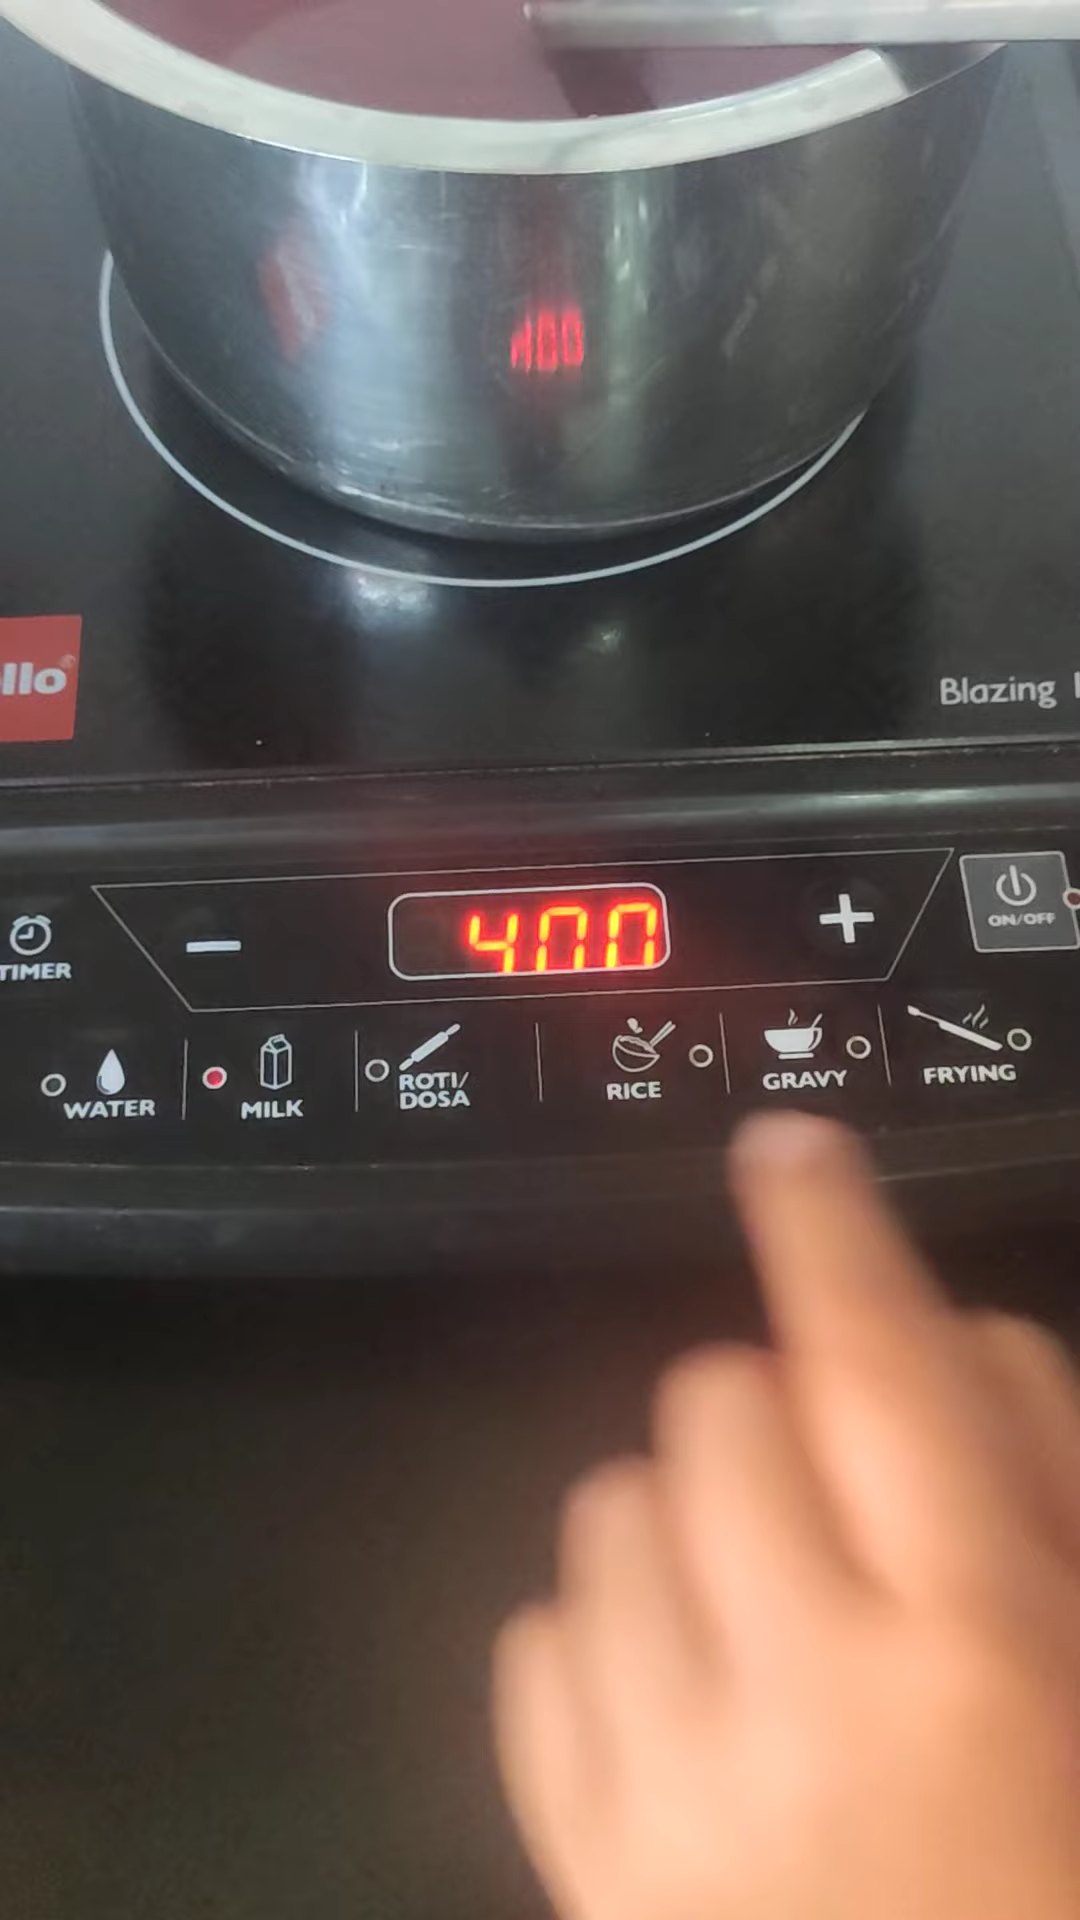 llo
Blazing
TIMER
−
400
+
ON/OFF
WATER
MILK
ROTI/
DOSA
RICE
GRAVY
FRYING